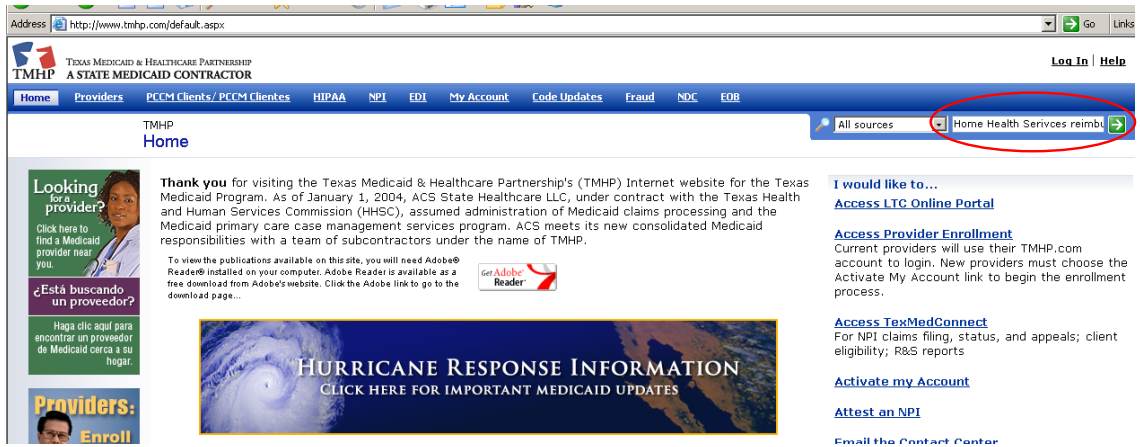 Address http://www.tmhp.com/default.aspx Go Links
TMHP
TEXAS MEDICAID & HEALTHCARE PARTNERSHIP
A STATE MEDICAID CONTRACTOR
Log In | Help
Home Providers PCCM Clients/ PCCM Clientes HIPAA NPI EDI My Account Code Updates Fraud NDC EOB
TMHP
Home
All sources Home Health Serivces reimbu
Looking
for a
provider?
Click here to
find a Medicaid
provider near
you.
¿Está buscando
un proveedor?
Haga clic aquí para
encontrar un proveedor
de Medicaid cerca a su
hogar.
Providers:
Enroll
Thank you for visiting the Texas Medicaid & Healthcare Partnership's (TMHP) Internet website for the Texas
Medicaid Program. As of January 1, 2004, ACS State Healthcare LLC, under contract with the Texas Health
and Human Services Commission (HHSC), assumed administration of Medicaid claims processing and the
Medicaid primary care case management services program. ACS meets its new consolidated Medicaid
responsibilities with a team of subcontractors under the name of TMHP.
To view the publications available on this site, you will need Adobe®
Reader® installed on your computer. Adobe Reader is available as a
free download from Adobe's website. Click the Adobe link to go to the
download page...
Get Adobe®
Reader®
HURRICANE RESPONSE INFORMATION
CLICK HERE FOR IMPORTANT MEDICAID UPDATES
I would like to...
Access LTC Online Portal
Access Provider Enrollment
Current providers will use their TMHP.com
account to login. New providers must choose the
Activate My Account link to begin the enrollment
process.
Access TexMedConnect
For NPI claims filing, status, and appeals; client
eligibility; R&S reports
Activate my Account
Attest an NPI
Email the Contact Center